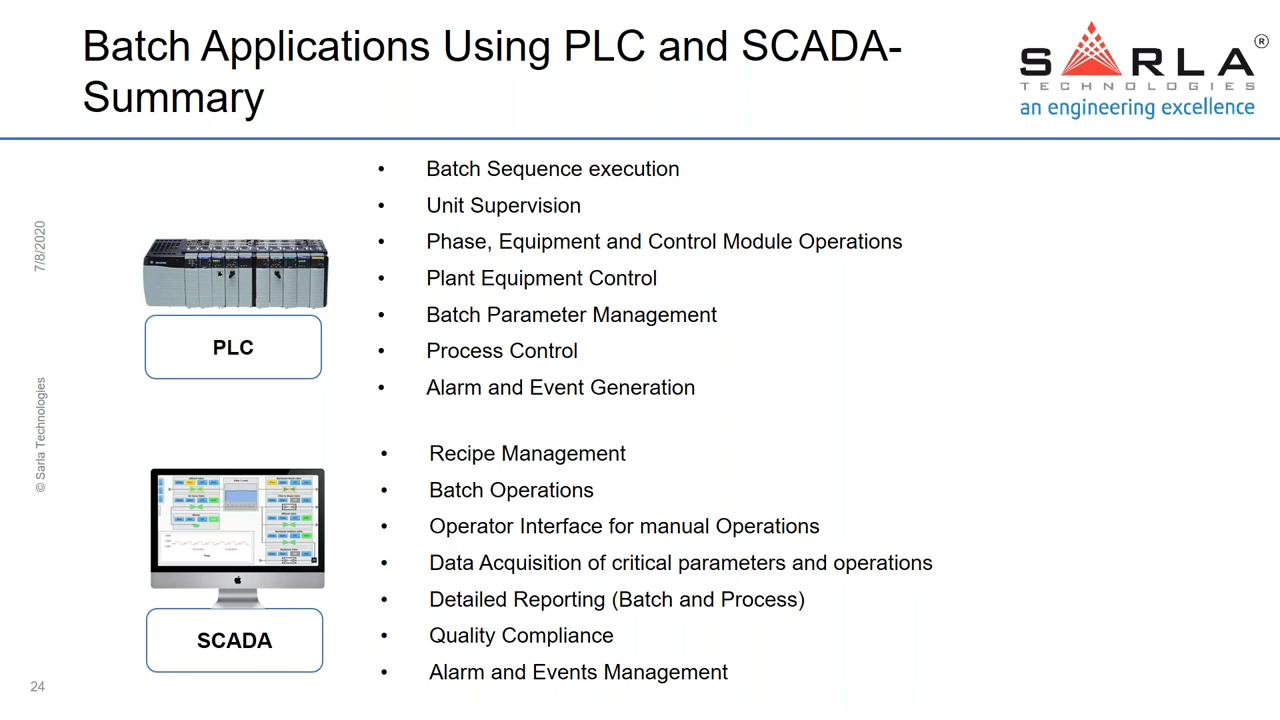 Batch Applications Using PLC and SCADA-
Summary
SARLA
®
TECHNOLOGIES
an engineering excellence
7/8/2020
© Sarla Technologies
PLC
• Batch Sequence execution
• Unit Supervision
• Phase, Equipment and Control Module Operations
• Plant Equipment Control
• Batch Parameter Management
• Process Control
• Alarm and Event Generation
SCADA
• Recipe Management
• Batch Operations
• Operator Interface for manual Operations
• Data Acquisition of critical parameters and operations
• Detailed Reporting (Batch and Process)
• Quality Compliance
• Alarm and Events Management
24